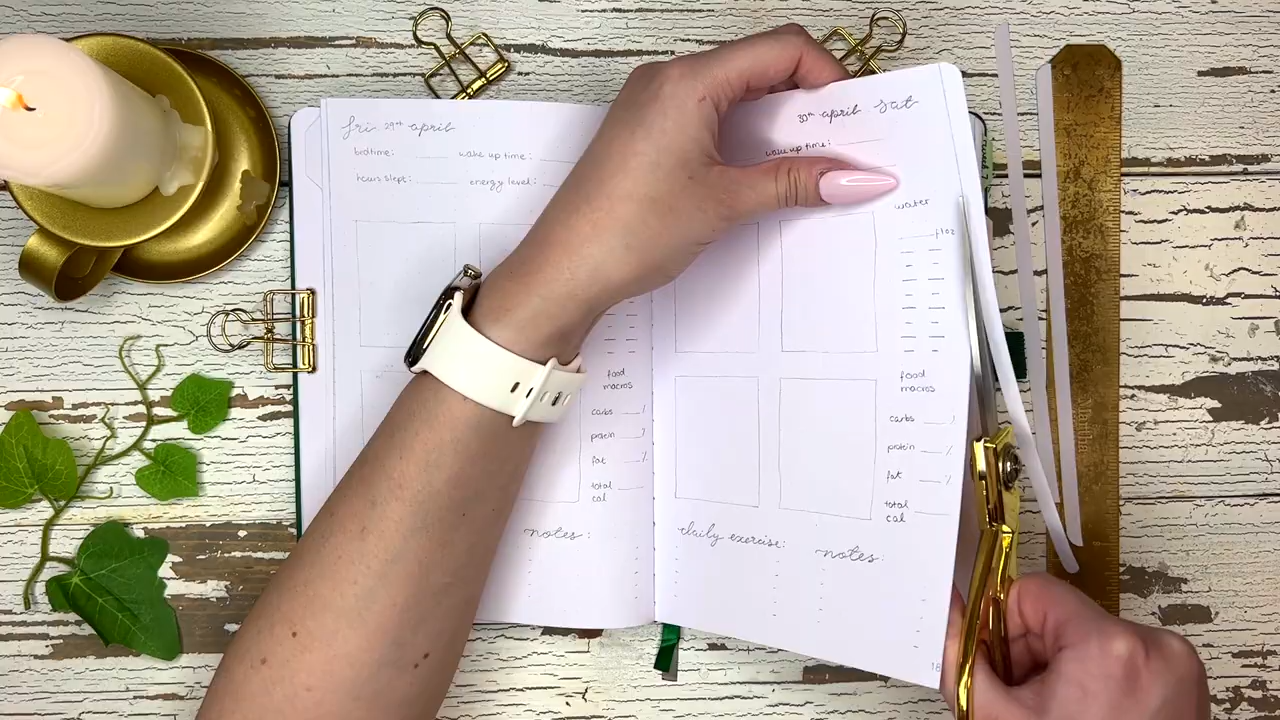 fri 29th april
bedtime: wake up time:
hours slept: energy level:
food
macros
carbs /
protein /
fat %
total
cal
notes:
30th april sat
wake up time:
water
fl oz
food
macros
carbs /
protein /
fat %
total
cal
daily exercise: notes:
18